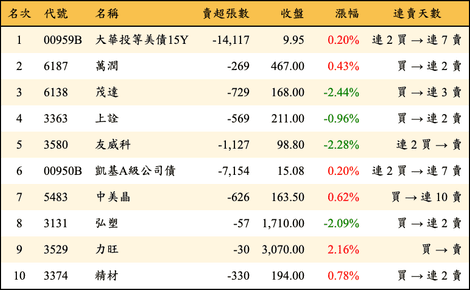 名次 代號 名稱 賣超張數 收盤 漲幅 連賣天數
1 00959B 大華投等美債15Y -14,117 9.95 0.20% 連 2 買 → 連 7 賣
2 6187 萬潤 -269 467.00 0.43% 買 → 連 2 賣
3 6138 茂達 -729 168.00 -2.44% 買 → 連 3 賣
4 3363 上詮 -569 211.00 -0.96% 買 → 連 2 賣
5 3580 友威科 -1,127 98.80 -2.28% 連 2 買 → 賣
6 00950B 凱基A級公司債 -7,154 15.08 0.20% 連 2 買 → 連 7 賣
7 5483 中美晶 -626 163.50 0.62% 買 → 連 10 賣
8 3131 弘塑 -57 1,710.00 -2.09% 買 → 連 2 賣
9 3529 力旺 -30 3,070.00 2.16% 買 → 賣
10 3374 精材 -330 194.00 0.78% 買 → 連 2 賣